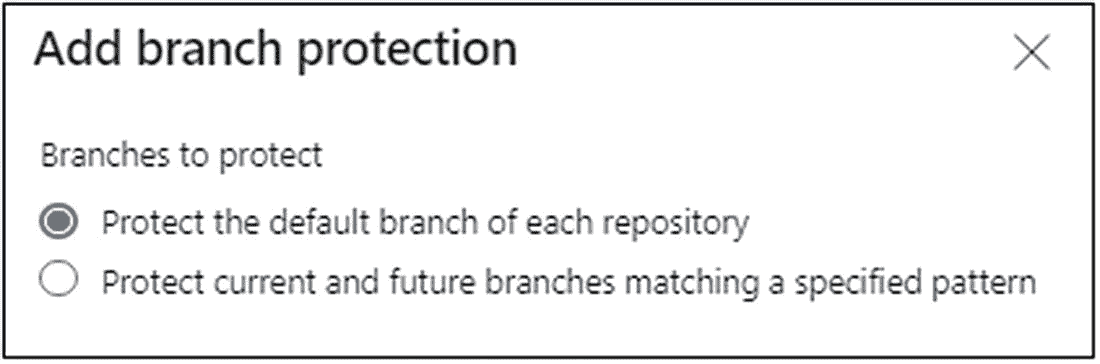 Add branch protection
Branches to protect
Protect the default branch of each repository
Protect current and future branches matching a specified pattern